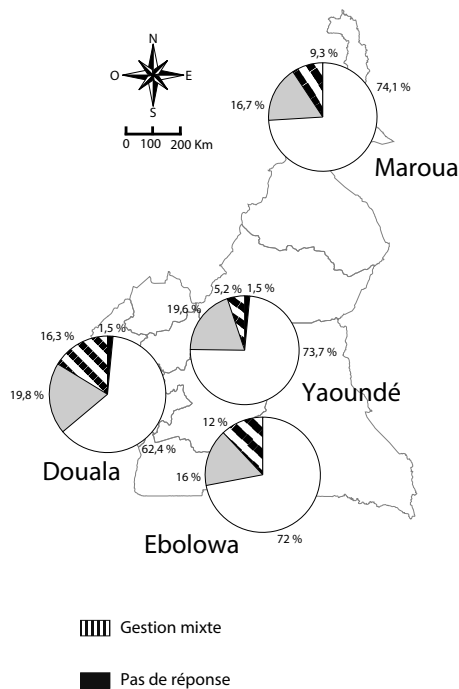 N
O E
S
0 100 200 Km
9,3 %
74,1 %
16,7 %
Maroua
5,2 % 1,5 %
19,6 %
73,7 %
Yaoundé
16,3 % 1,5 %
19,8 %
62,4 %
Douala
12 %
16 %
72 %
Ebolowa
Gestion mixte
Pas de réponse